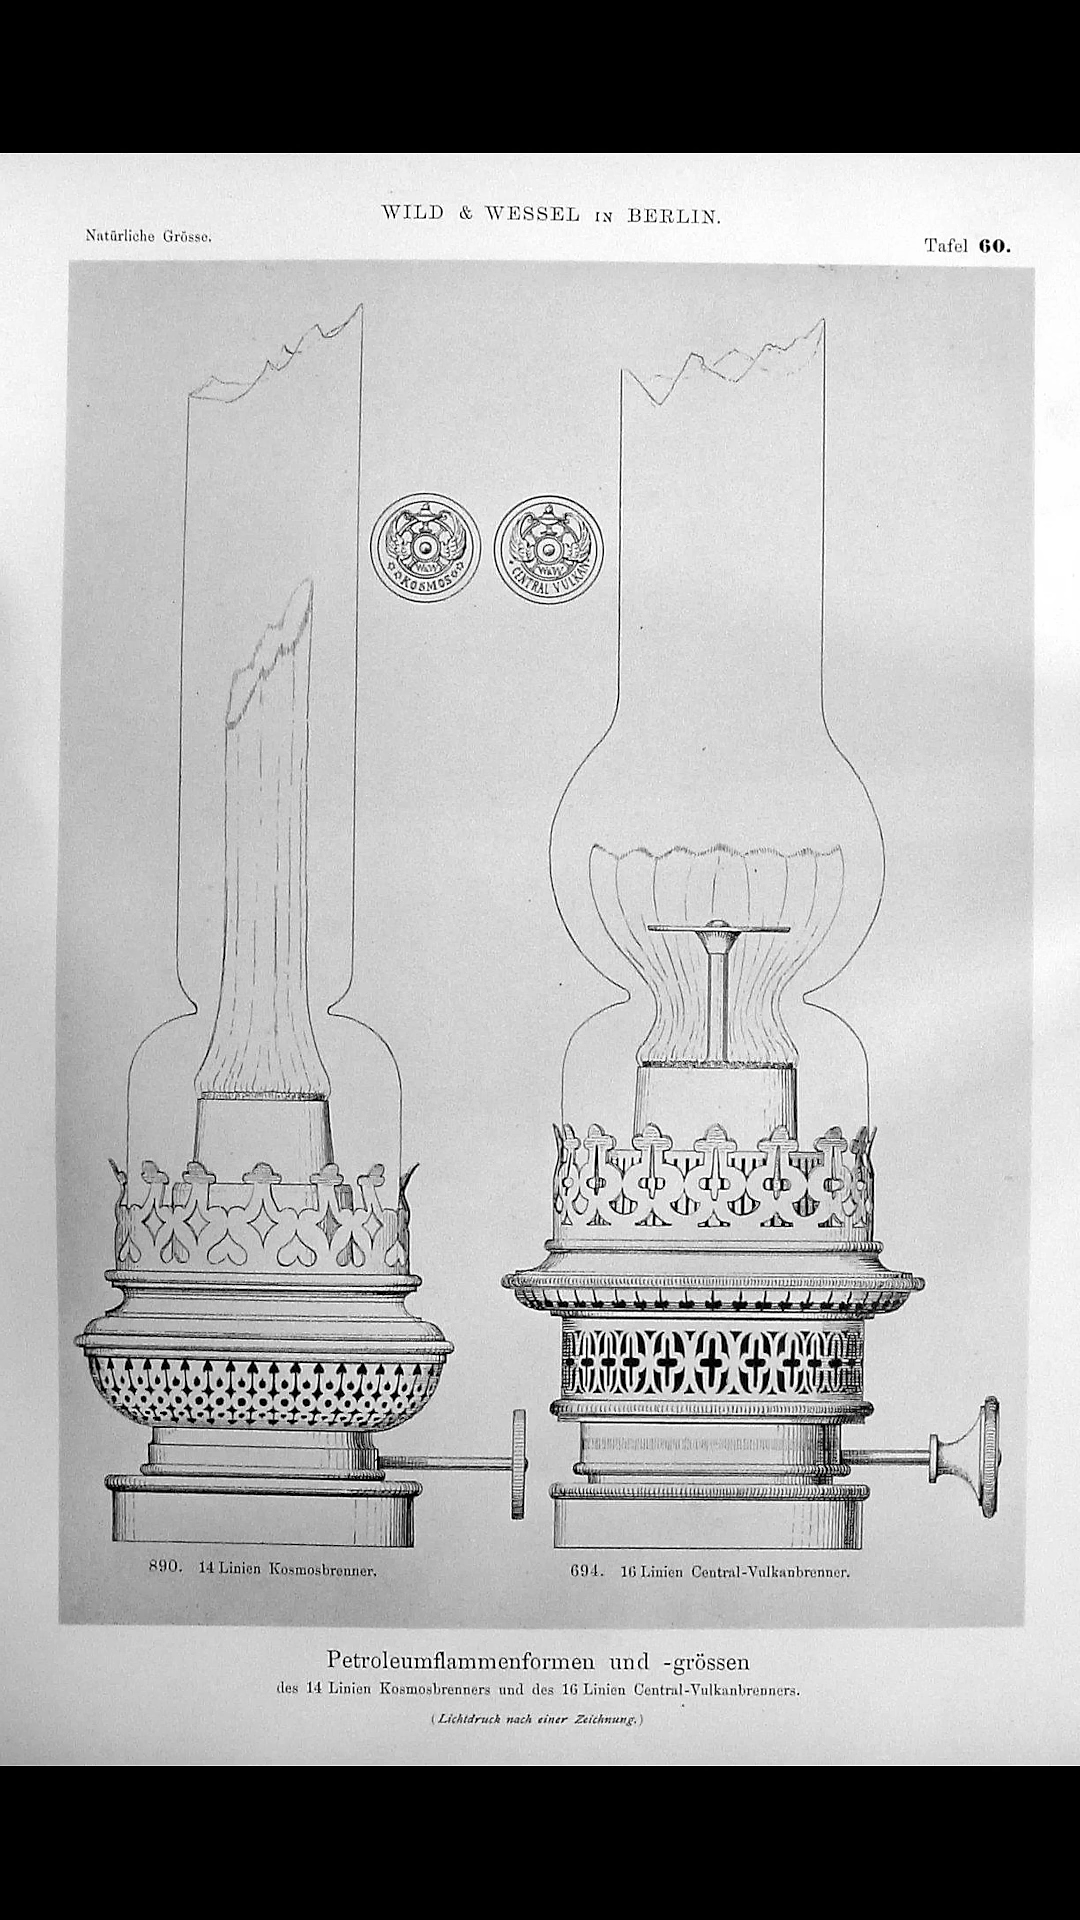 WILD & WESSEL IN BERLIN.
Natürliche Grösse.
Tafel 60.
W&W
KOSMOS
W&W
CENTRAL VULKAN
890. 14 Linien Kosmosbrenner.
694. 16 Linien Central-Vulkanbrenner.
Petroleumflammenformen und -grössen
des 14 Linien Kosmosbrenners und des 16 Linien Central-Vulkanbrenners.
(Lichtdruck nach einer Zeichnung.)